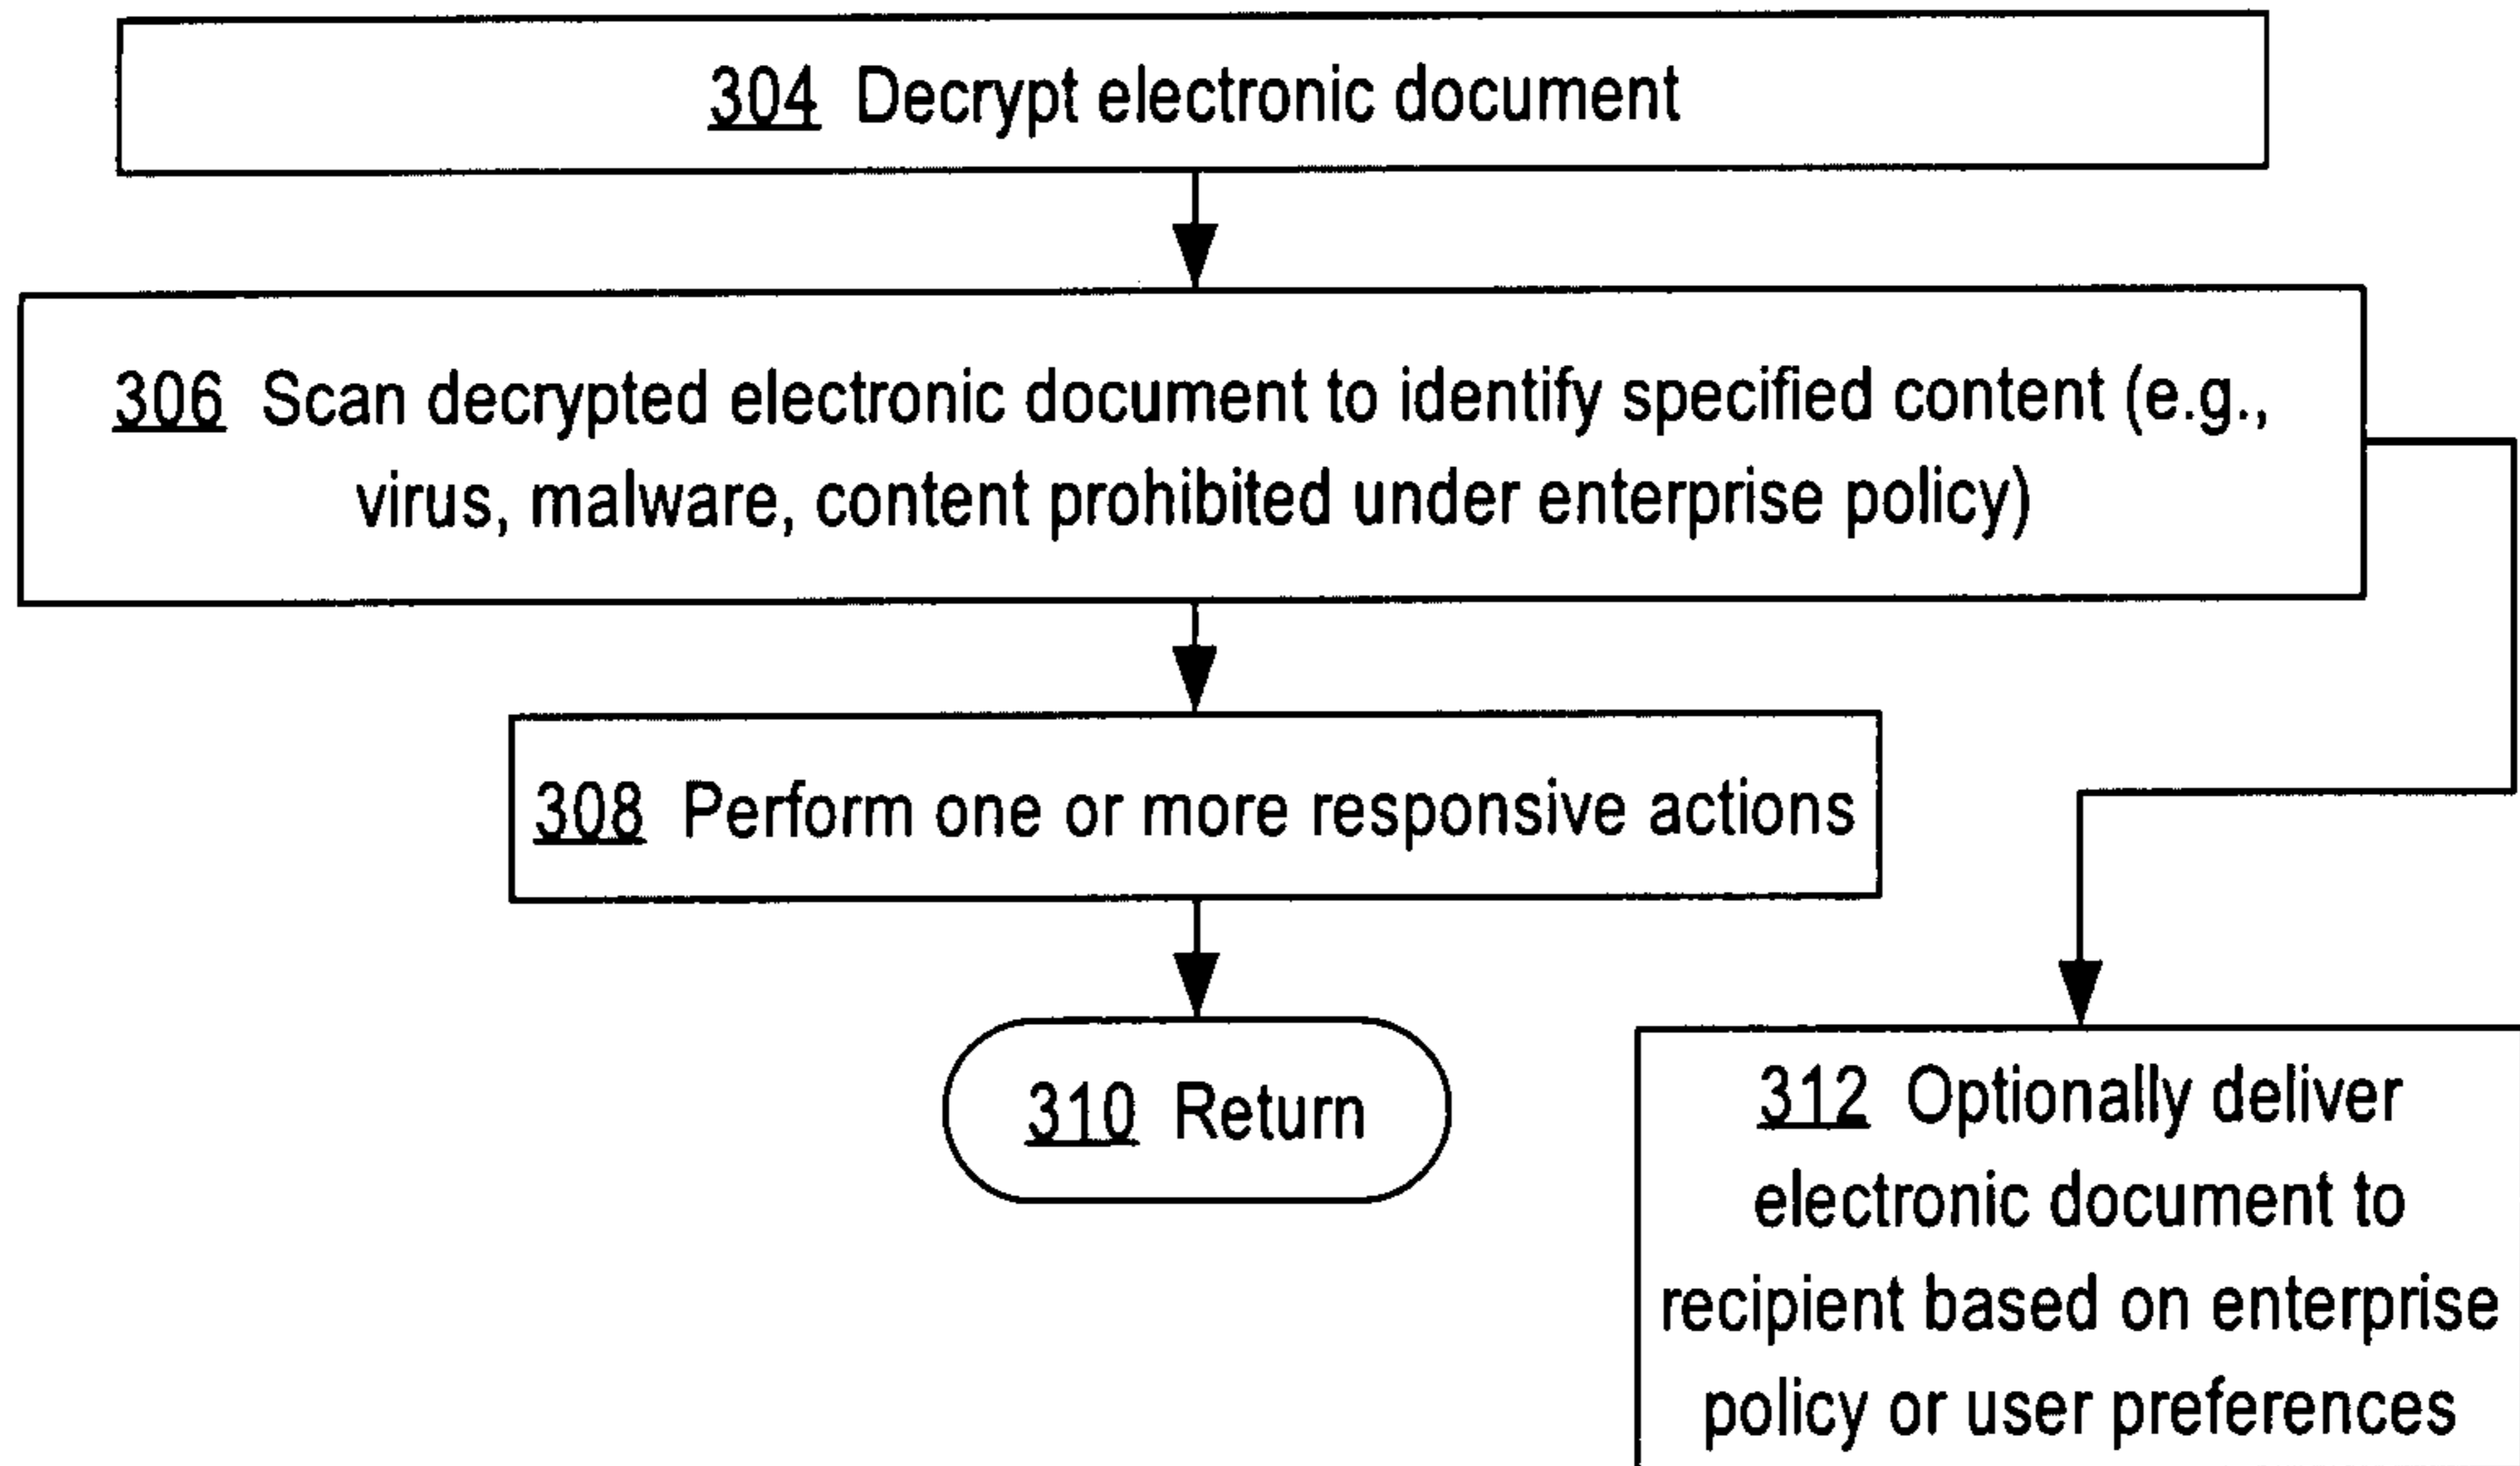 304 Decrypt electronic document
306 Scan decrypted electronic document to identify specified content (e.g.,
virus, malware, content prohibited under enterprise policy)
308 Perform one or more responsive actions
310 Return
312 Optionally deliver
electronic document to
recipient based on enterprise
policy or user preferences